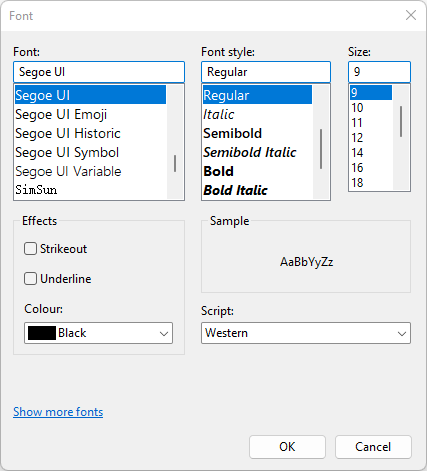 Font
Font:
Font style:
Size:
Segoe UI
Regular
9
Segoe UI
Segoe UI Emoji
Segoe UI Historic
Segoe UI Symbol
Segoe UI Variable
SimSun
Regular
Italic
Semibold
Semibold Italic
Bold
Bold Italic
9
10
11
12
14
16
18
Effects
Strikeout
Underline
Colour:
Black
Sample
AaBbYyZz
Script:
Western
Show more fonts
OK
Cancel